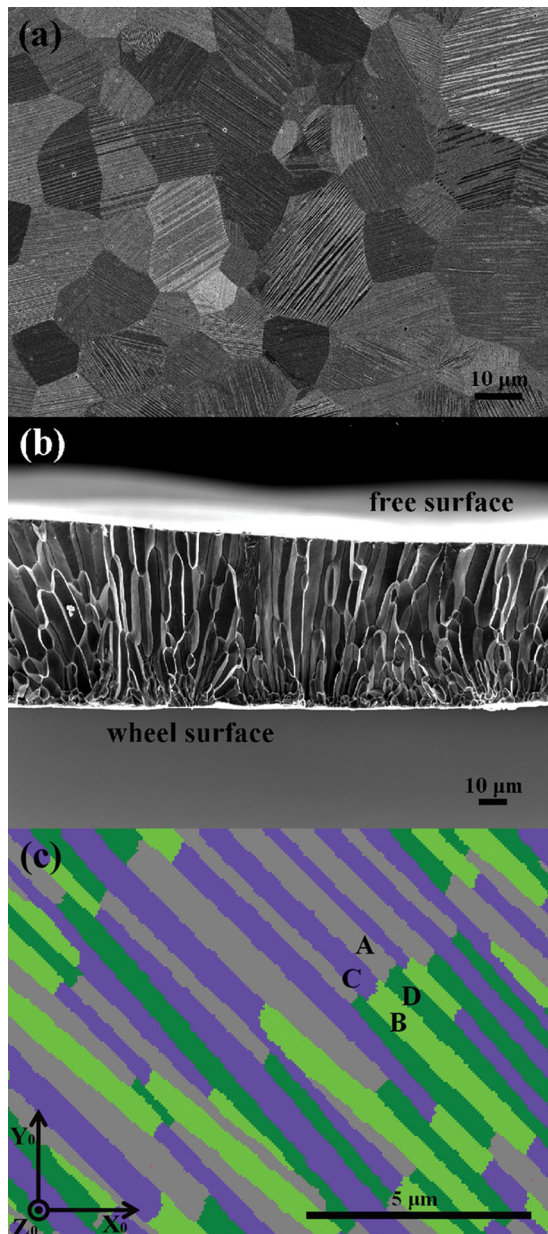 (a)
10 μm
(b)
free surface
wheel surface
10 μm
(c)
A
C
D
B
Y₀
Z₀
X₀
5 μm